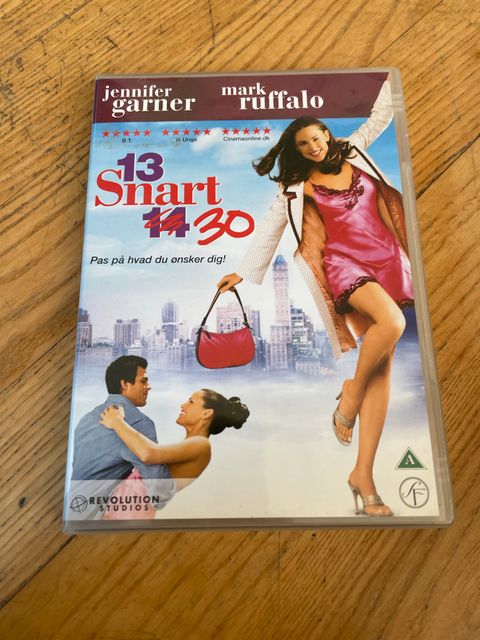 jennifer
garner
mark
ruffalo
B.T.
Vi Unge
Cinemaonline.dk
13
Snart
14 30
Pas på hvad du ønsker dig!
REVOLUTION
STUDIOS
A
SF